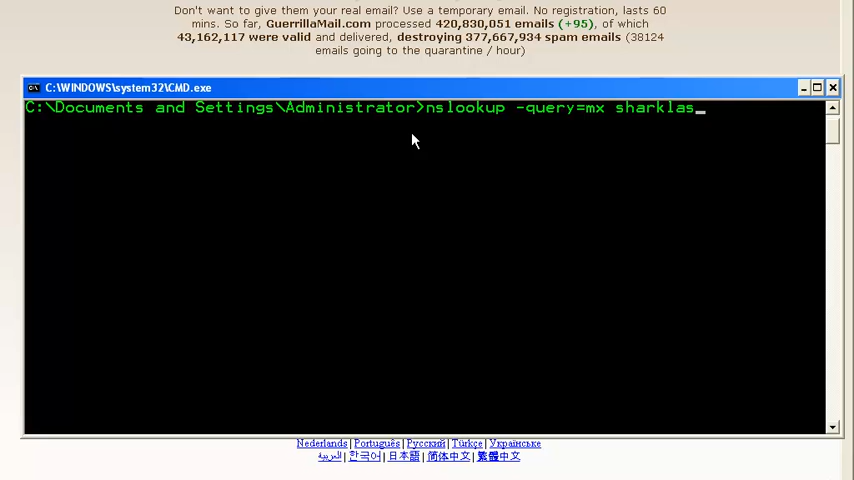 Don't want to give them your real email? Use a temporary email. No registration, lasts 60
mins. So far, GuerrillaMail.com processed 420,830,051 emails (+95), of which
43,162,117 were valid and delivered, destroying 377,667,934 spam emails (38124
emails going to the quarantine / hour)
C:\WINDOWS\system32\CMD.exe
C:\Documents and Settings\Administrator>nslookup -query=mx sharklas_
Nederlands | Português | Русский | Türkçe | Українське
العربية | 한국어 | 日本語 | 简体中文 | 繁體中文